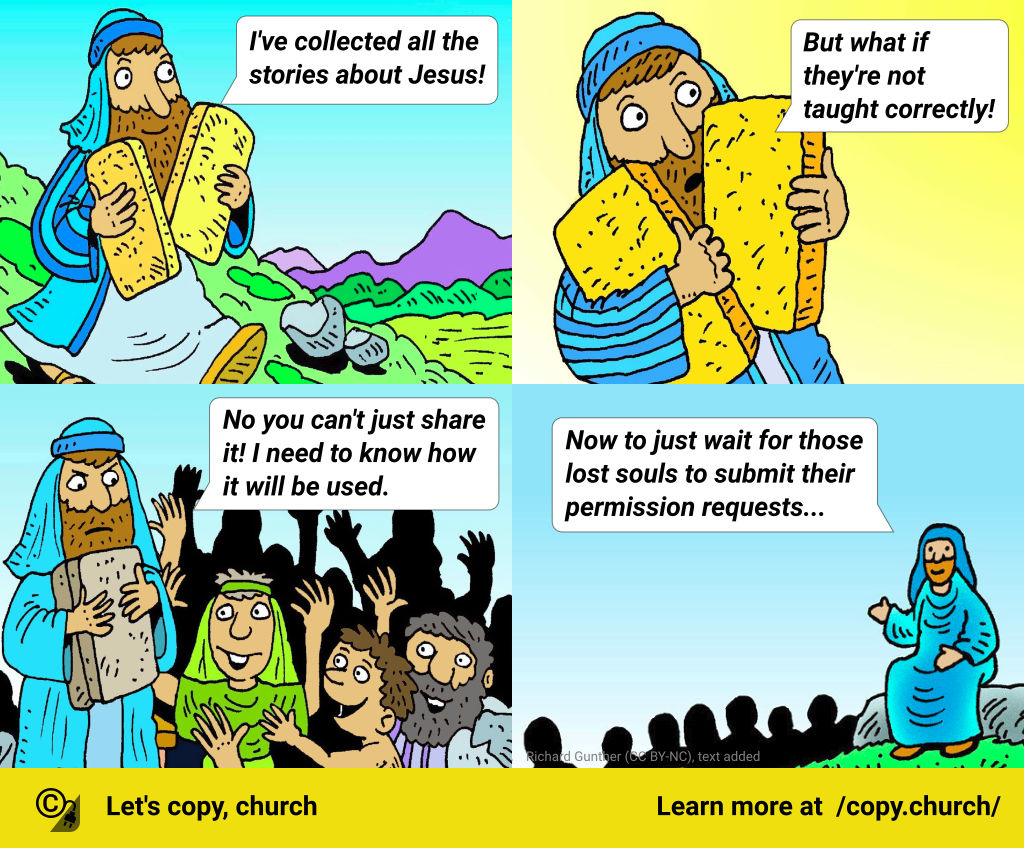 I've collected all the
stories about Jesus!
But what if
they're not
taught correctly!
No you can't just share
it! I need to know how
it will be used.
Now to just wait for those
lost souls to submit their
permission requests...
Richard Gunther (CC BY-NC), text added
©
Let's copy, church
Learn more at /copy.church/